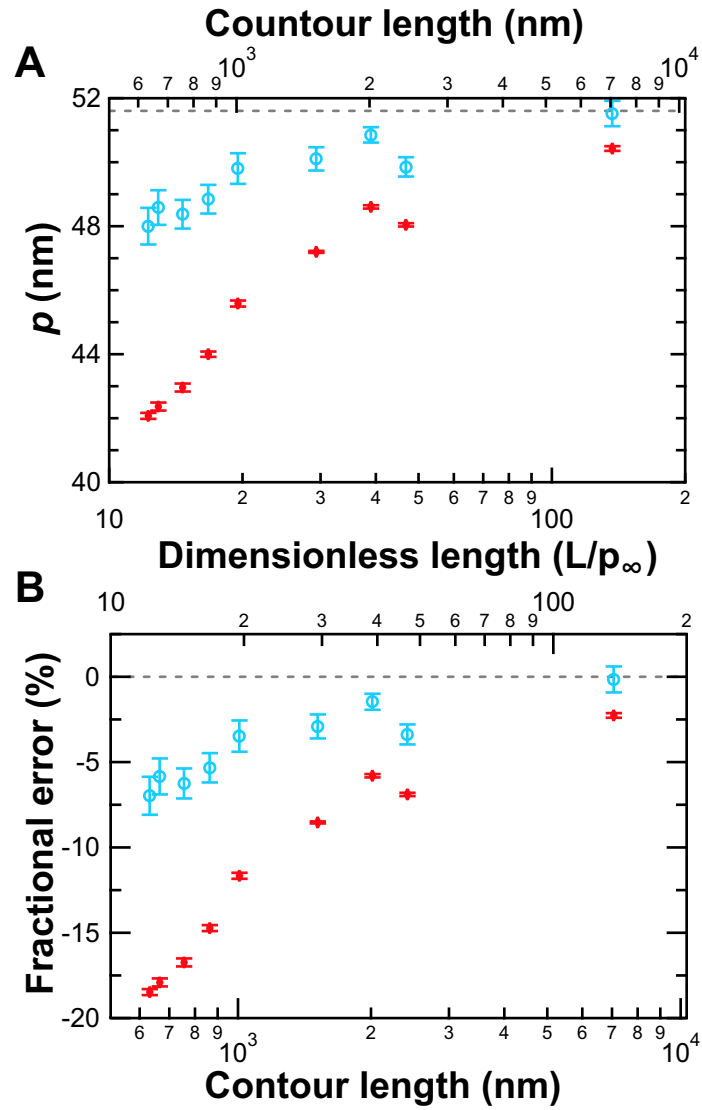 Countour length (nm)
A
6 7 8 9 10³ 2 3 4 5 6 7 8 9 10⁴
52
48
44
40
p (nm)
10 2 3 4 5 6 7 8 9 100 2
Dimensionless length (L/p∞)
B
10 2 3 4 5 6 7 8 9 100 2
0
-5
-10
-15
-20
Fractional error (%)
6 7 8 9 10³ 2 3 4 5 6 7 8 9 10⁴
Contour length (nm)